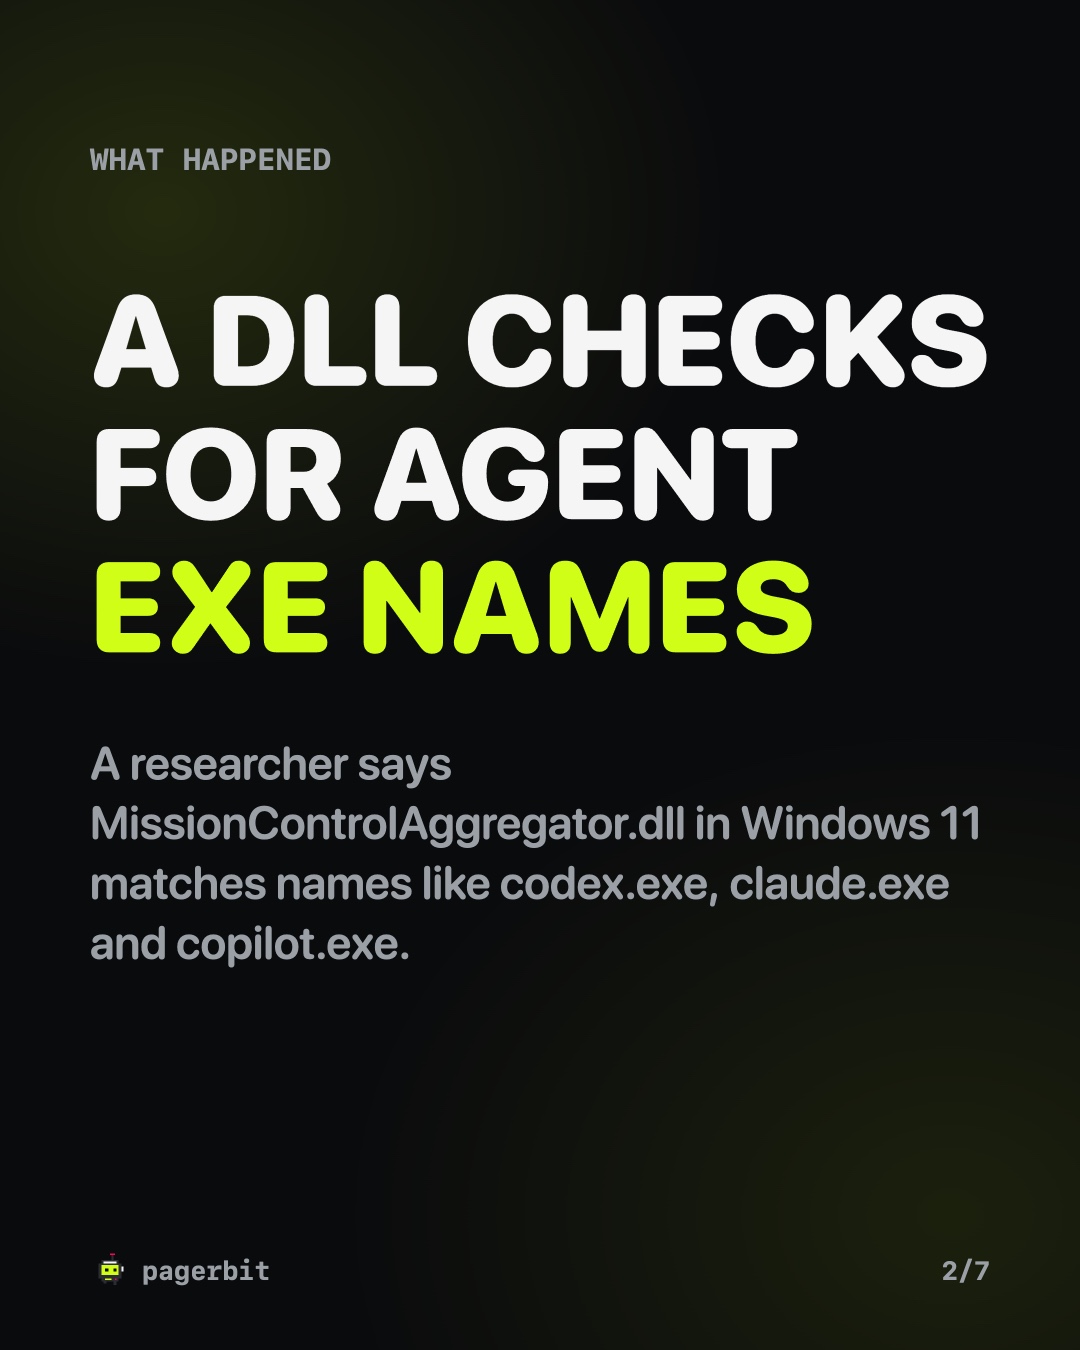 WHAT HAPPENED
A DLL CHECKS
FOR AGENT
EXE NAMES
A researcher says
MissionControlAggregator.dll in Windows 11
matches names like codex.exe, claude.exe
and copilot.exe.
pagerbit
2/7